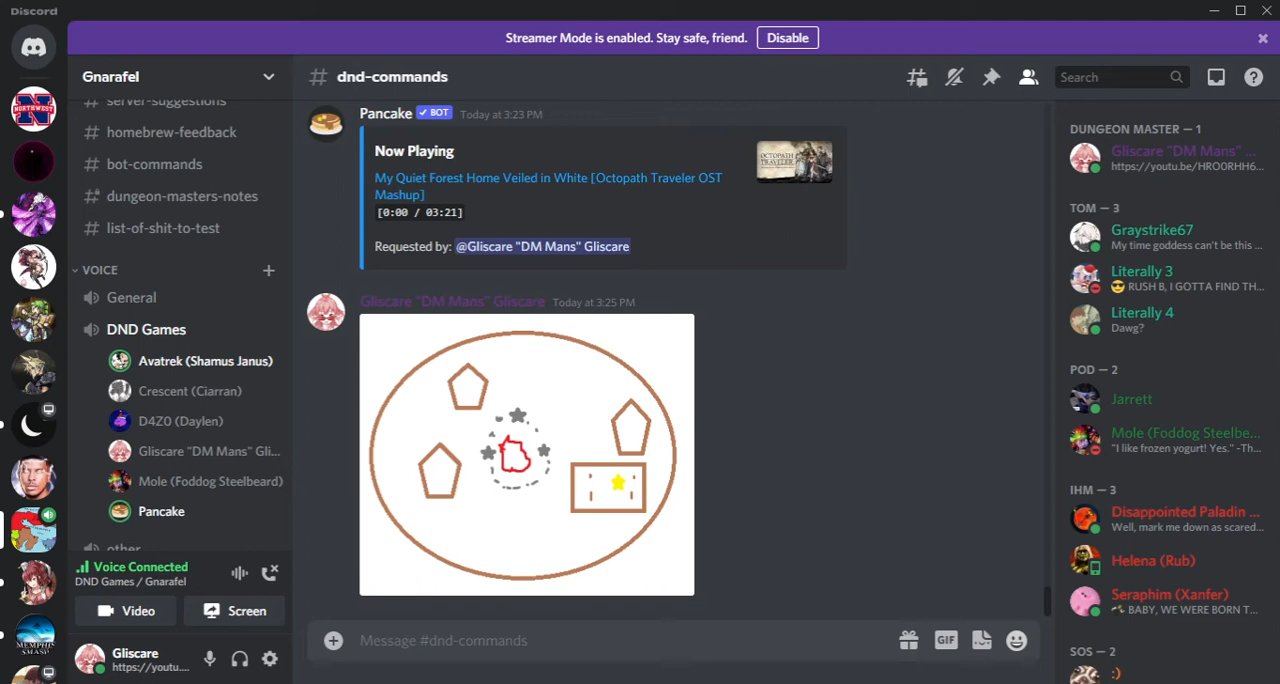 Discord
Streamer Mode is enabled. Stay safe, friend.
Disable
NORTHWEST
MEMPHIS
SMASH
Gnarafel
server-suggestions
homebrew-feedback
bot-commands
dungeon-masters-notes
list-of-shit-to-test
VOICE
General
DND Games
Avatrek (Shamus Janus)
Crescent (Ciarran)
D4Z0 (Daylen)
Gliscare "DM Mans" Gli...
Mole (Foddog Steelbeard)
Pancake
other
Voice Connected
DND Games / Gnarafel
Video
Screen
Gliscare
https://youtu....
# dnd-commands
Search
Pancake ✓ BOT Today at 3:23 PM
Now Playing
My Quiet Forest Home Veiled in White [Octopath Traveler OST
Mashup]
[0:00 / 03:21]
Requested by: @Gliscare "DM Mans" Gliscare
OCTOPATH
TRAVELER
Gliscare "DM Mans" Gliscare Today at 3:25 PM
Message #dnd-commands
GIF
DUNGEON MASTER — 1
Gliscare "DM Mans" ...
https://youtu.be/HROORHH6...
TOM — 3
Graystrike67
My time goddess can't be this ...
Literally 3
😎 RUSH B, I GOTTA FIND TH...
Literally 4
Dawg?
POD — 2
Jarrett
Mole (Foddog Steelbe...
"I like frozen yogurt! Yes." -Th...
IHM — 3
Disappointed Paladin ...
Well, mark me down as scared...
Helena (Rub)
Seraphim (Xanfer)
BABY, WE WERE BORN T...
SOS — 2
:)